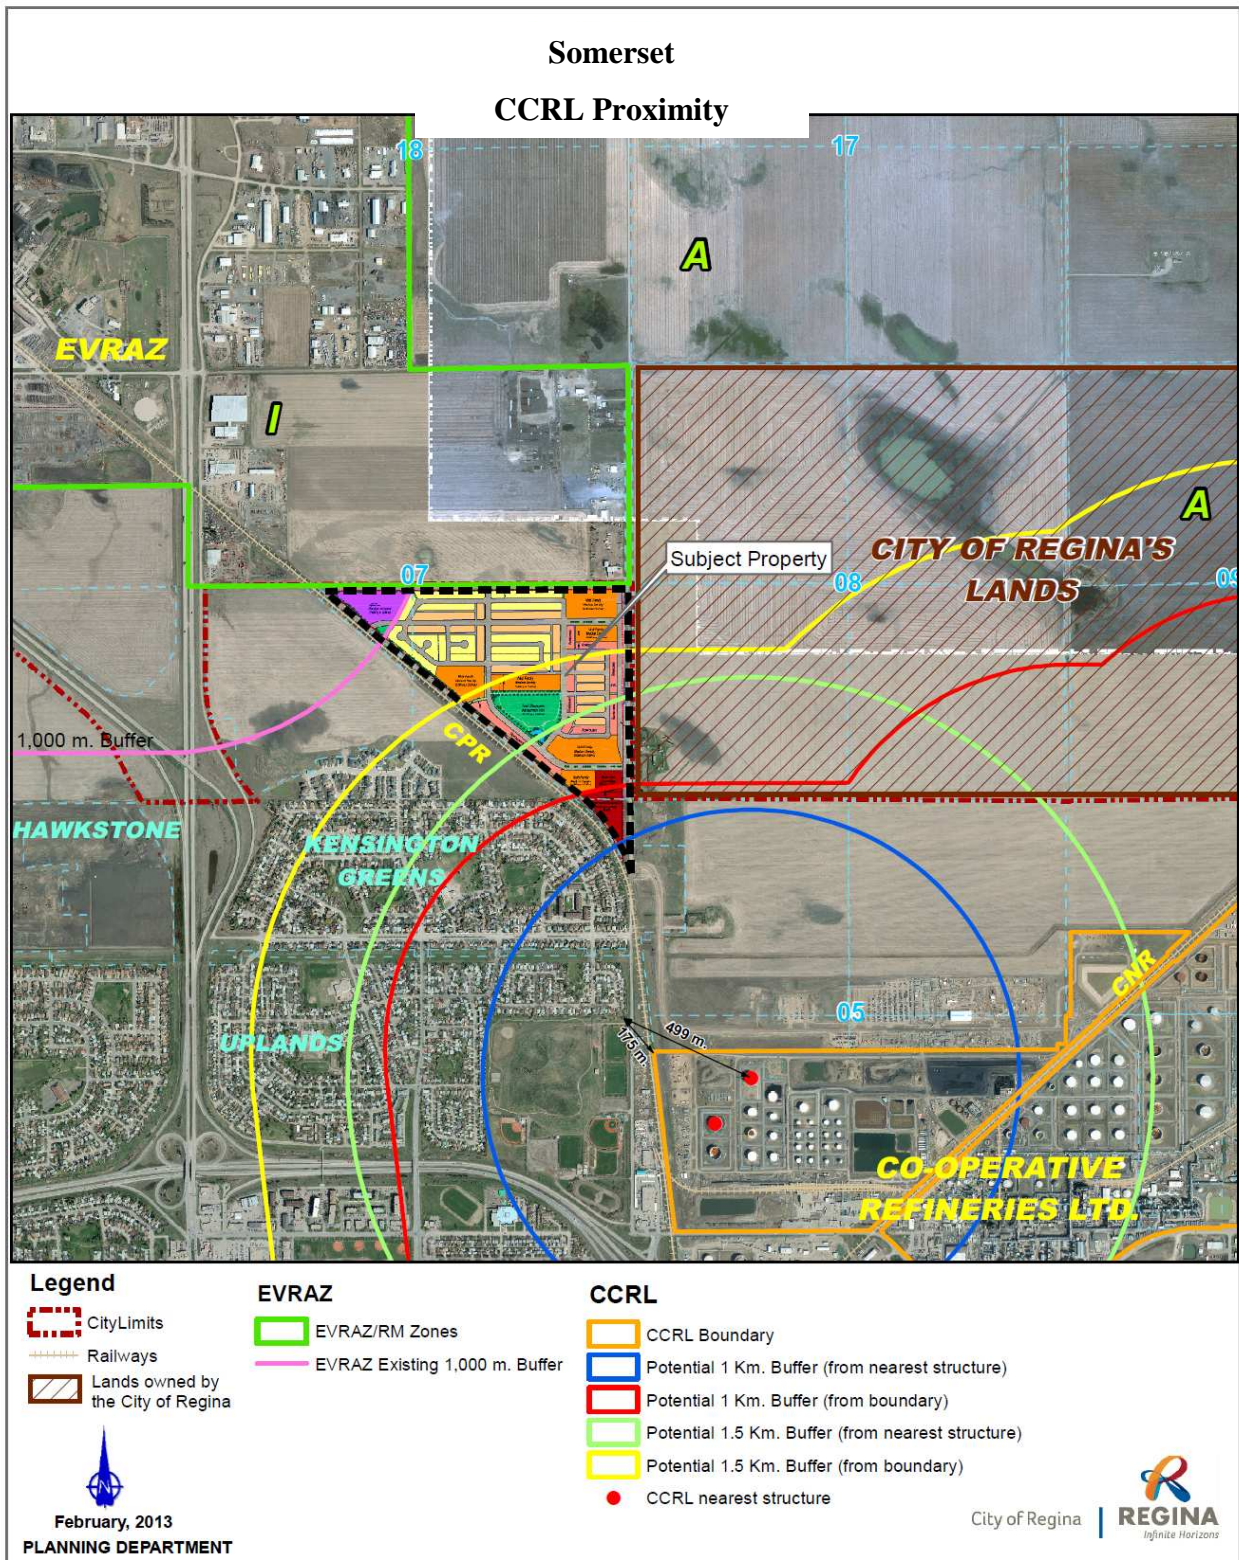 Somerset
CCRL Proximity
18
17
A
EVRAZ
I
A
CITY OF REGINA'S
LANDS
Subject Property
07
08
09
1,000 m. Buffer
CPR
HAWKSTONE
KENSINGTON
GREENS
CNR
05
499 m.
175 m.
UPLANDS
CO-OPERATIVE
REFINERIES LTD.
Legend
CityLimits
Railways
Lands owned by
the City of Regina
N
February, 2013
PLANNING DEPARTMENT
EVRAZ
EVRAZ/RM Zones
EVRAZ Existing 1,000 m. Buffer
CCRL
CCRL Boundary
Potential 1 Km. Buffer (from nearest structure)
Potential 1 Km. Buffer (from boundary)
Potential 1.5 Km. Buffer (from nearest structure)
Potential 1.5 Km. Buffer (from boundary)
CCRL nearest structure
City of Regina
REGINA
Infinite Horizons